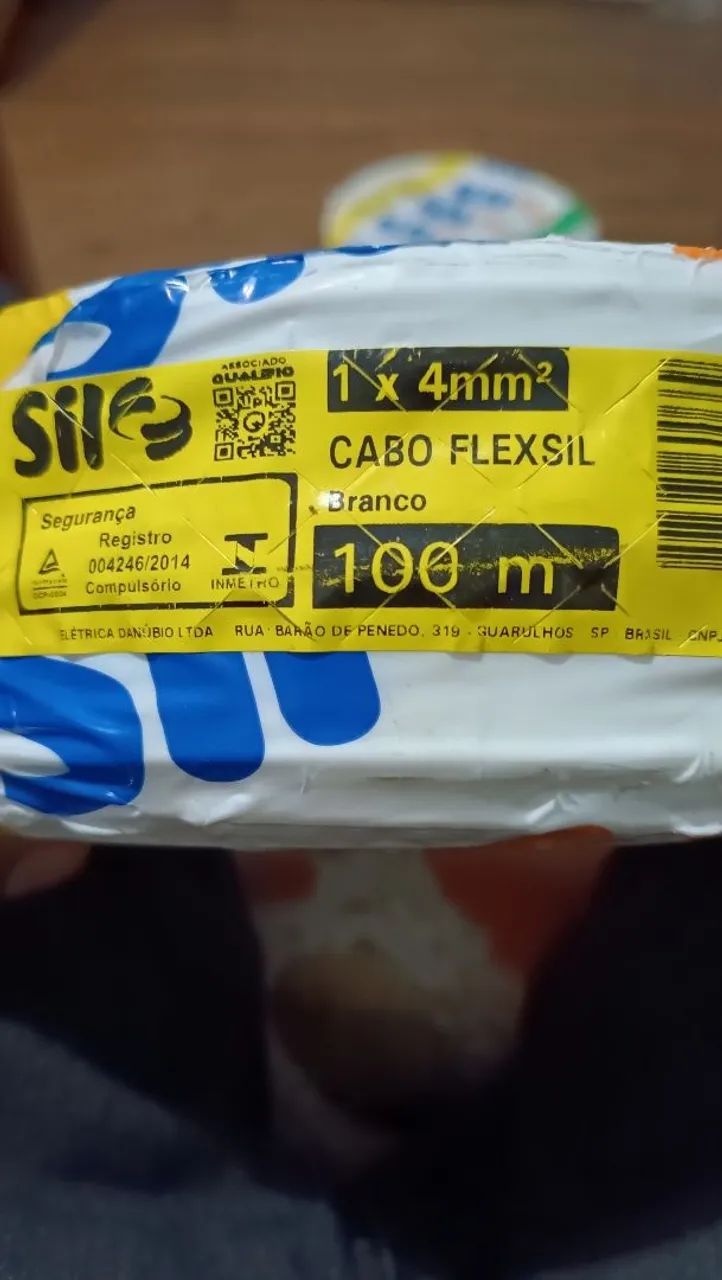 Sil
ASSOCIADO
QUALIFIO
1 x 4mm²
CABO FLEXSIL
Branco
100 m
Segurança
Registro
004246/2014
Compulsório
INMETRO
ELÉTRICA DANÚBIO LTDA RUA BARÃO DE PENEDO, 319 - GUARULHOS SP BRASIL CNPJ
Sil